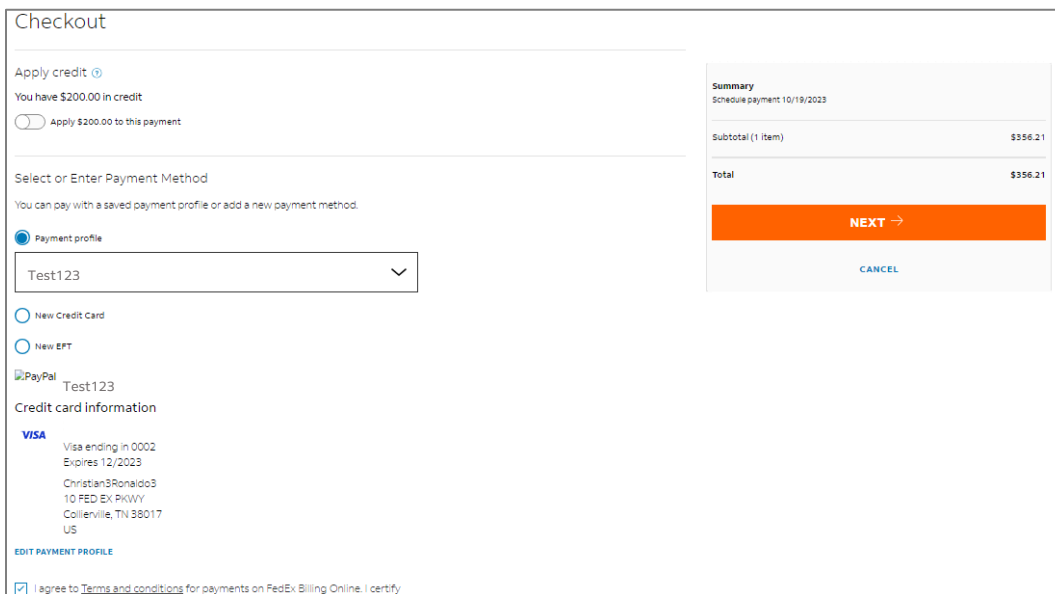 Checkout
Apply credit ?
You have $200.00 in credit
Apply $200.00 to this payment
Select or Enter Payment Method
You can pay with a saved payment profile or add a new payment method.
Payment profile
Test123
New Credit Card
New EFT
PayPal
Test123
Credit card information
VISA
Visa ending in 0002
Expires 12/2023
Christian3Ronaldo3
10 FED EX PKWY
Collierville, TN 38017
US
EDIT PAYMENT PROFILE
I agree to Terms and conditions for payments on FedEx Billing Online. I certify
Summary
Schedule payment 10/19/2023
Subtotal (1 item) $356.21
Total $356.21
NEXT →
CANCEL